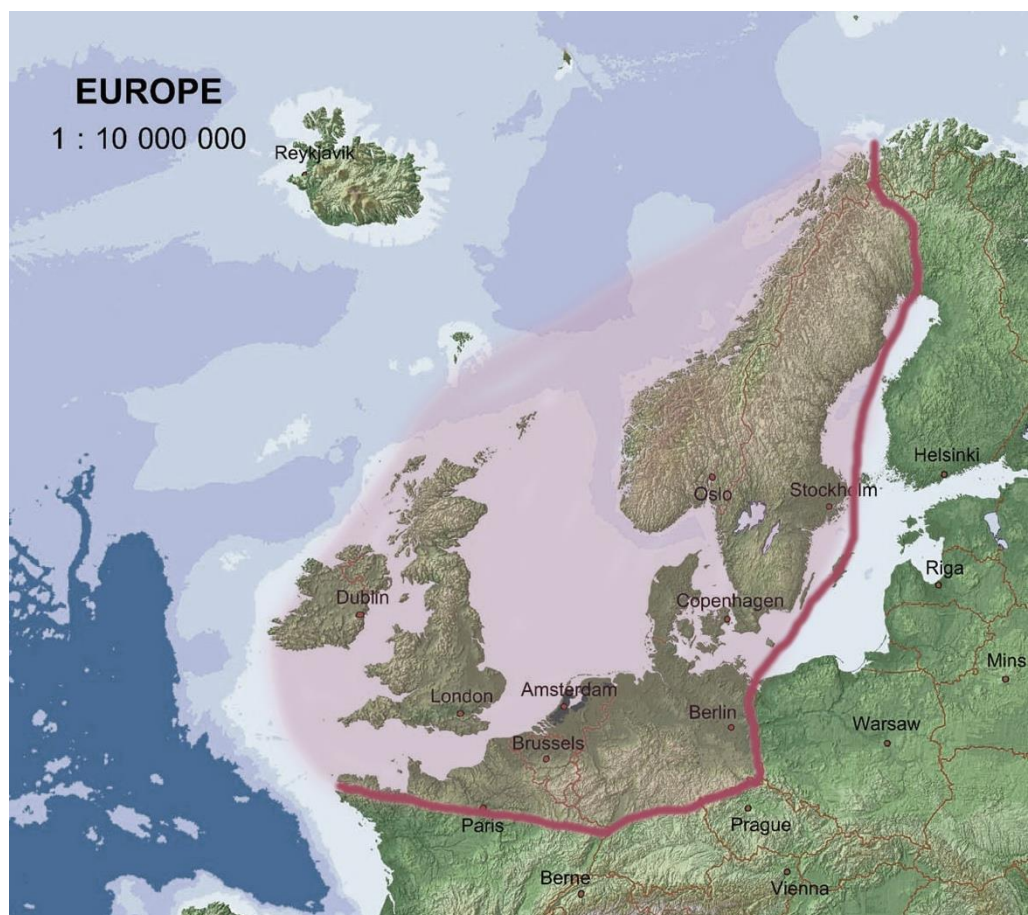 EUROPE
1 : 10 000 000
Reykjavik
Helsinki
Oslo
Stockholm
Riga
Dublin
Copenhagen
Mins
London
Amsterdam
Berlin
Warsaw
Brussels
Paris
Prague
Berne
Vienna